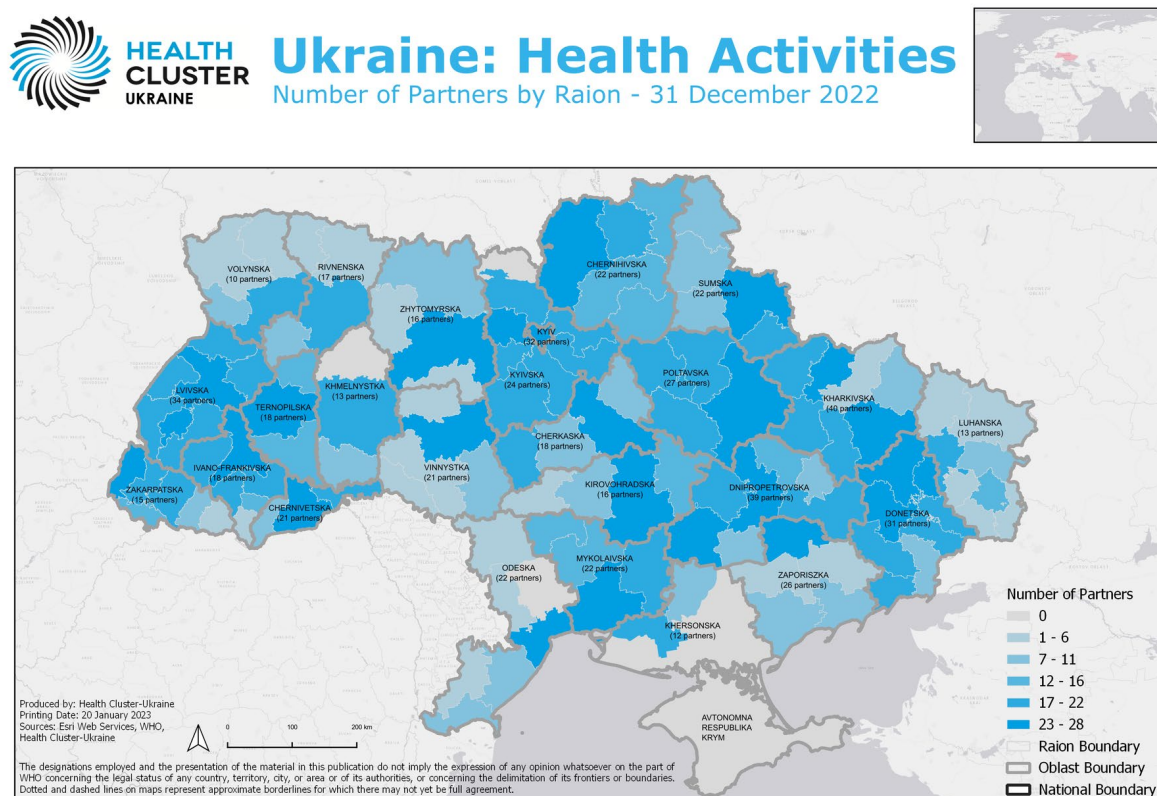 HEALTH
CLUSTER
UKRAINE
Ukraine: Health Activities
Number of Partners by Raion - 31 December 2022
VOLYNSKA
(10 partners)
RIVNENSKA
(17 partners)
ZHYTOMYRSKA
(16 partners)
CHERNIHIVSKA
(22 partners)
SUMSKA
(22 partners)
KYIV
(32 partners)
KYIVSKA
(24 partners)
POLTAVSKA
(27 partners)
KHARKIVSKA
(40 partners)
LUHANSKA
(13 partners)
LVIVSKA
(34 partners)
TERNOPILSKA
(18 partners)
KHMELNYSTKA
(13 partners)
CHERKASKA
(18 partners)
VINNYSTKA
(21 partners)
IVANO-FRANKIVSKA
(18 partners)
ZAKARPATSKA
(15 partners)
CHERNIVETSKA
(21 partners)
KIROVOHRADSKA
(16 partners)
DNIPROPETROVSKA
(39 partners)
DONETSKA
(31 partners)
ODESKA
(22 partners)
MYKOLAIVSKA
(22 partners)
ZAPORISZKA
(26 partners)
KHERSONSKA
(12 partners)
AVTONOMNA
RESPUBLIKA
KRYM
Number of Partners
0
1 - 6
7 - 11
12 - 16
17 - 22
23 - 28
Raion Boundary
Oblast Boundary
National Boundary
Produced by: Health Cluster-Ukraine
Printing Date: 20 January 2023
Sources: Esri Web Services, WHO,
Health Cluster-Ukraine
0 100 200 km
The designations employed and the presentation of the material in this publication do not imply the expression of any opinion whatsoever on the part of
WHO concerning the legal status of any country, territory, city, or area or of its authorities, or concerning the delimitation of its frontiers or boundaries.
Dotted and dashed lines on maps represent approximate borderlines for which there may not yet be full agreement.